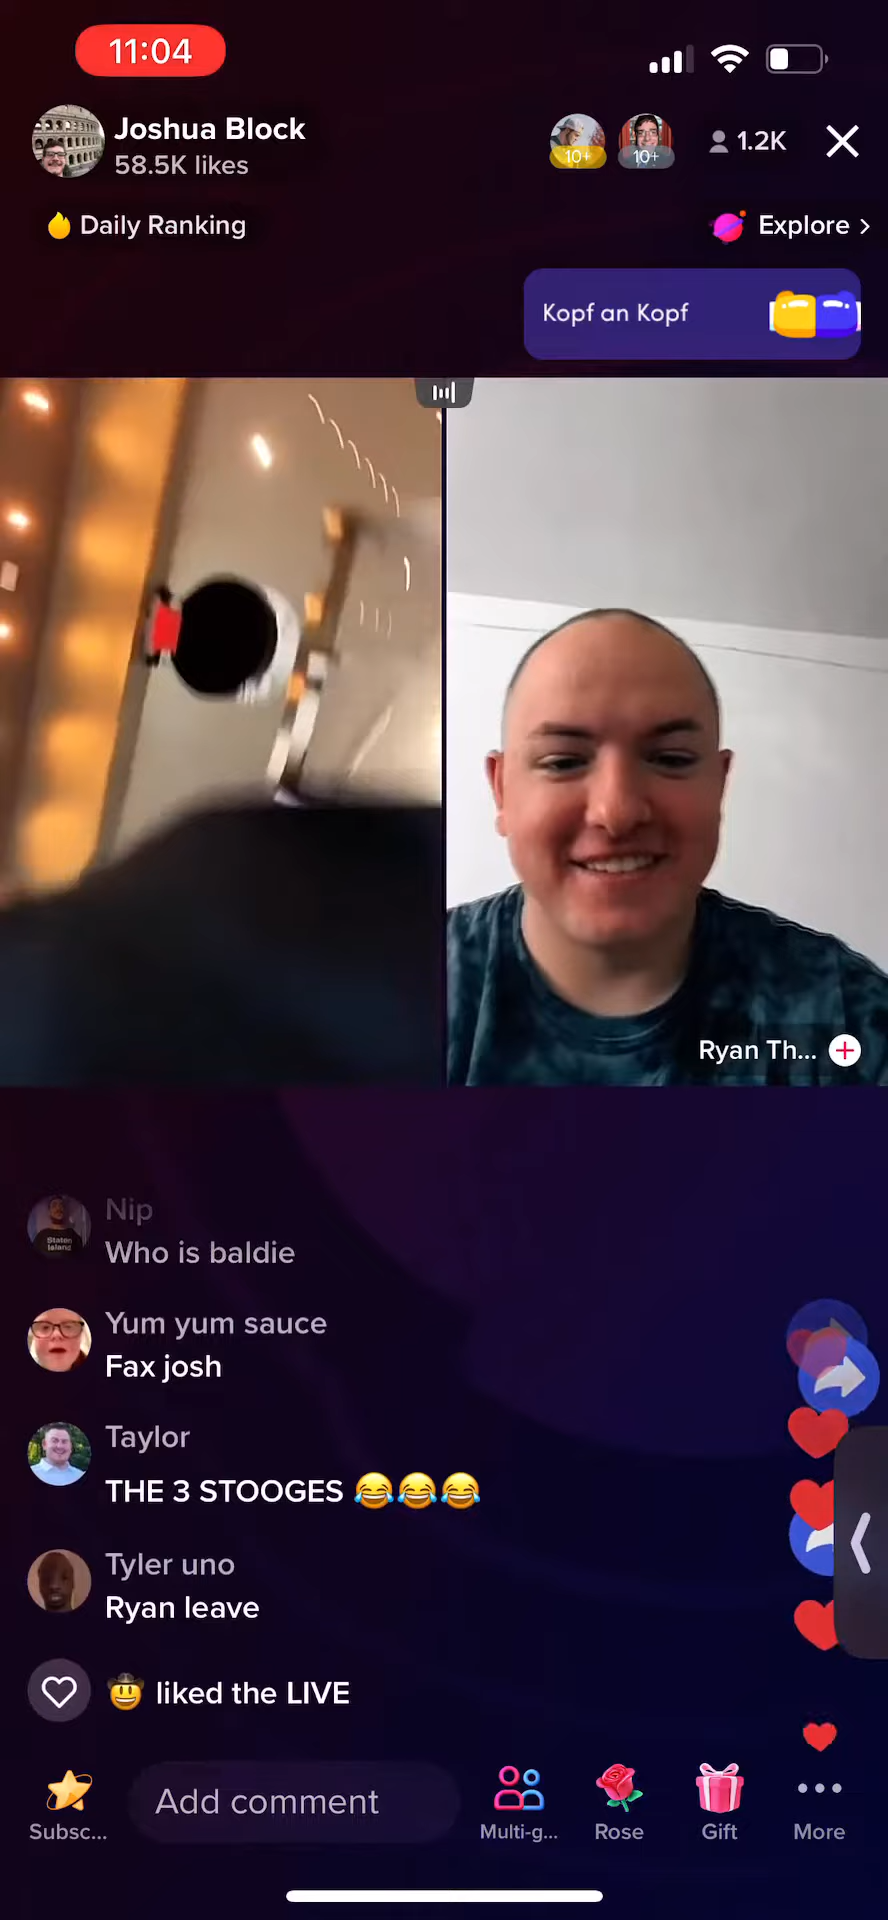 11:04
Joshua Block
58.5K likes
10+
10+
1.2K
Daily Ranking
Explore >
Kopf an Kopf
Ryan Th...
Nip
Who is baldie
Staten
Island
Yum yum sauce
Fax josh
Taylor
THE 3 STOOGES 😂😂😂
Tyler uno
Ryan leave
🤠 liked the LIVE
Add comment
Subsc...
Multi-g...
Rose
Gift
More